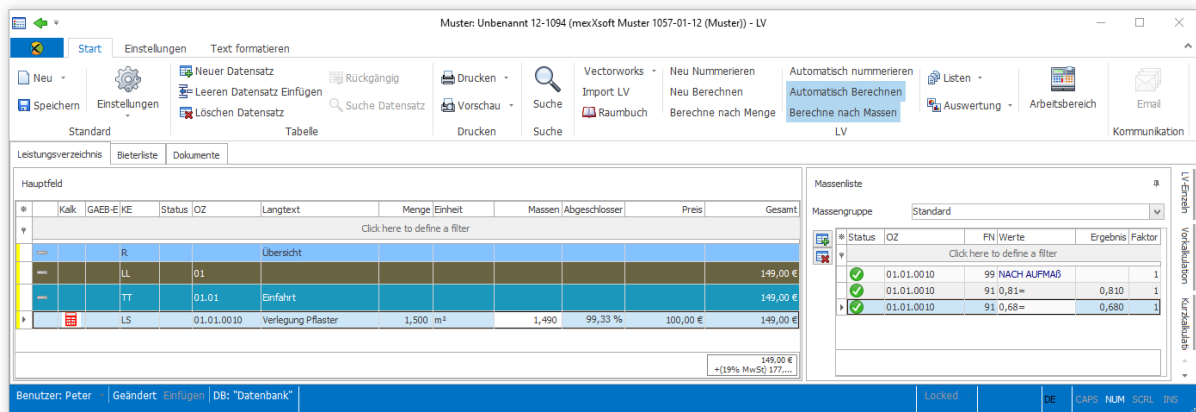 Muster: Unbenannt 12-1094 (mexXsoft Muster 1057-01-12 (Muster)) - LV
Start Einstellungen Text formatieren
Neu
Speichern
Einstellungen
Standard
Neuer Datensatz
Leeren Datensatz Einfügen
Löschen Datensatz
Rückgängig
Suche Datensatz
Tabelle
Drucken
Vorschau
Drucken
Suche
Suche
Vectorworks
Import LV
Raumbuch
Neu Nummerieren
Neu Berechnen
Berechne nach Menge
Automatisch nummerieren
Automatisch Berechnen
Berechne nach Massen
Listen
Auswertung
Arbeitsbereich
LV
Email
Kommunikation
Leistungsverzeichnis Bieterliste Dokumente
Hauptfeld
Kalk GAEB-E KE Status OZ Langtext Menge Einheit Massen Abgeschlosser Preis Gesamt
Click here to define a filter
R Übersicht
LL 01 149,00 €
TT 01.01 Einfahrt 149,00 €
LS 01.01.0010 Verlegung Pflaster 1,500 m² 1,490 99,33 % 100,00 € 149,00 €
149,00 €
+(19% MwSt) 177,...
Massenliste
Massengruppe Standard
Status OZ FN Werte Ergebnis Faktor
Click here to define a filter
01.01.0010 99 NACH AUFMAß 1
01.01.0010 91 0,81= 0,810 1
01.01.0010 91 0,68= 0,680 1
LV-Einzeln
Vorkalkulation
Kurzkalkulati
Benutzer: Peter Geändert Einfügen DB: "Datenbank" Locked DE CAPS NUM SCRL INS